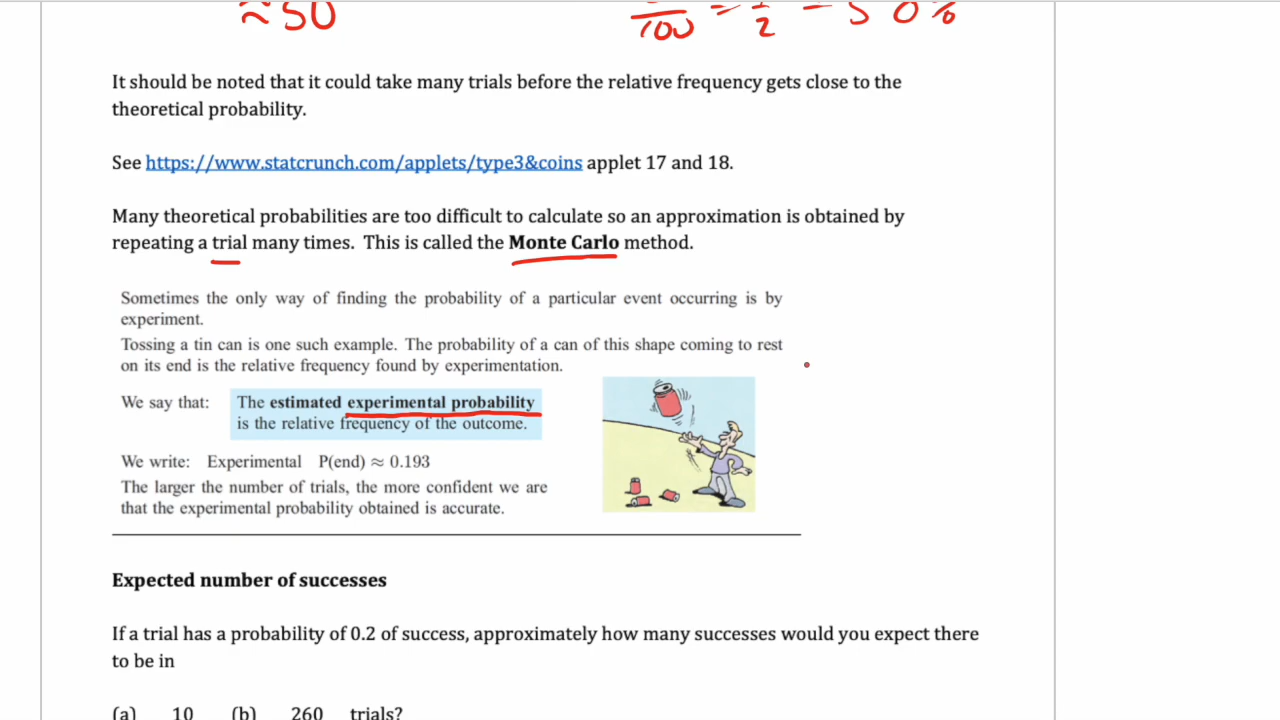 ≈ 50
/100 = 1/2 = 50%
It should be noted that it could take many trials before the relative frequency gets close to the
theoretical probability.
See https://www.statcrunch.com/applets/type3&coins applet 17 and 18.
Many theoretical probabilities are too difficult to calculate so an approximation is obtained by
repeating a trial many times. This is called the Monte Carlo method.
Sometimes the only way of finding the probability of a particular event occurring is by
experiment.
Tossing a tin can is one such example. The probability of a can of this shape coming to rest
on its end is the relative frequency found by experimentation.
We say that: The estimated experimental probability
is the relative frequency of the outcome.
We write: Experimental P(end) ≈ 0.193
The larger the number of trials, the more confident we are
that the experimental probability obtained is accurate.
Expected number of successes
If a trial has a probability of 0.2 of success, approximately how many successes would you expect there
to be in
(a) 10 (b) 260 trials?